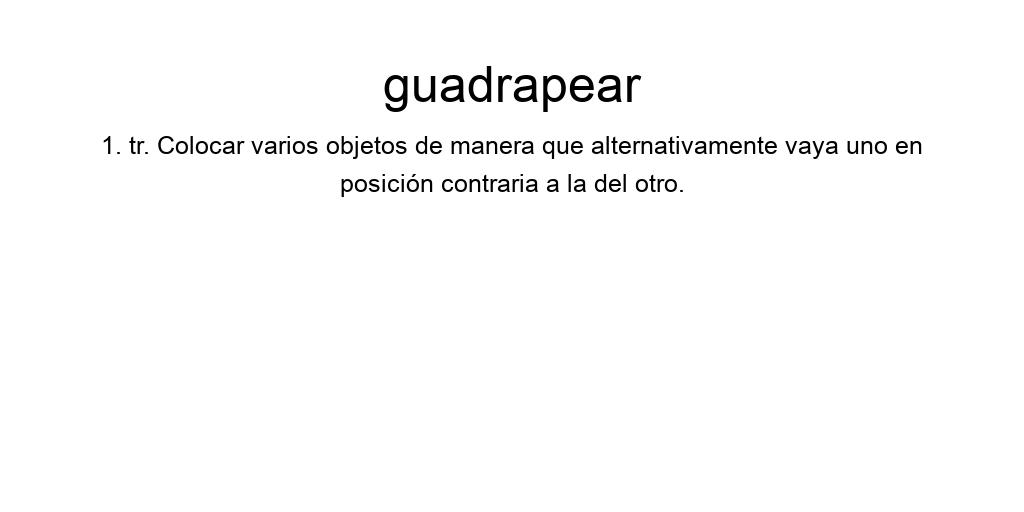 guadrapear
1. tr. Colocar varios objetos de manera que alternativamente vaya uno en
posición contraria a la del otro.